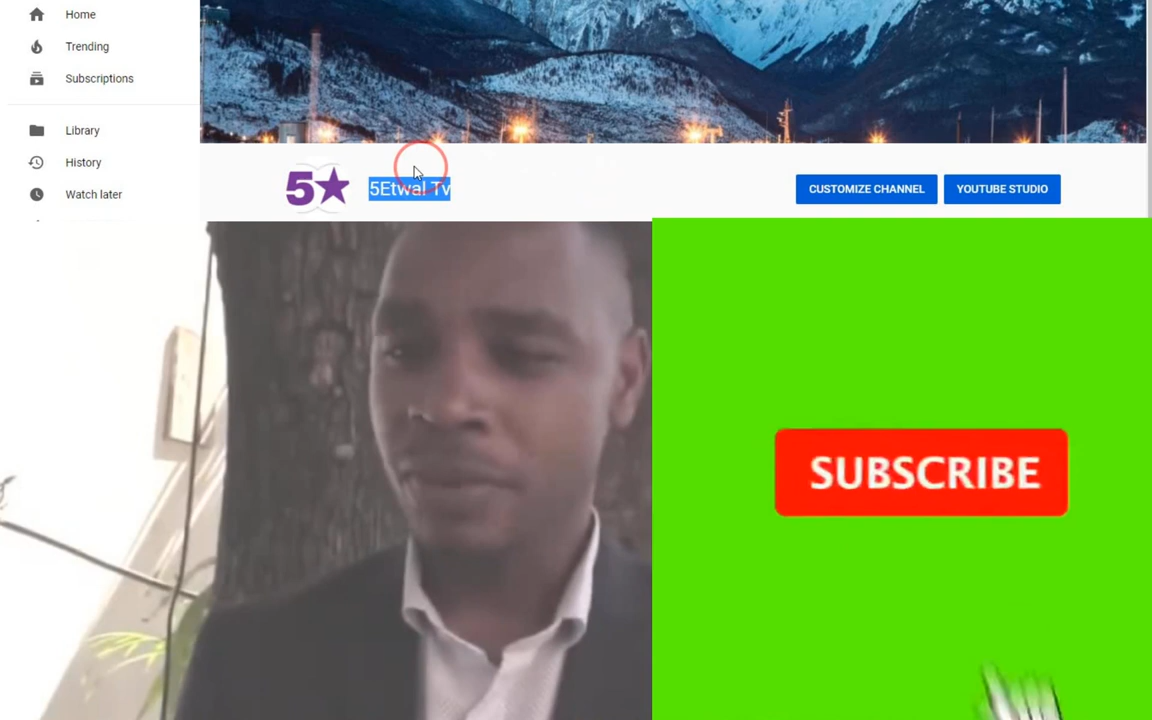 Home
Trending
Subscriptions
Library
History
Watch later
5★
5Etwal Tv
CUSTOMIZE CHANNEL
YOUTUBE STUDIO
SUBSCRIBE